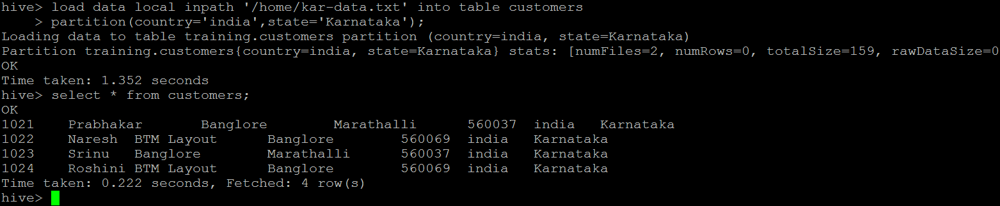 hive> load data local inpath '/home/kar-data.txt' into table customers
    > partition(country='india',state='Karnataka');
Loading data to table training.customers partition (country=india, state=Karnataka)
Partition training.customers{country=india, state=Karnataka} stats: [numFiles=2, numRows=0, totalSize=159, rawDataSize=0
OK
Time taken: 1.352 seconds
hive> select * from customers;
OK
1021    Prabhakar       Banglore        Marathalli      560037  india   Karnataka
1022    Naresh  BTM Layout      Banglore        560069  india   Karnataka
1023    Srinu   Banglore        Marathalli      560037  india   Karnataka
1024    Roshini BTM Layout      Banglore        560069  india   Karnataka
Time taken: 0.222 seconds, Fetched: 4 row(s)
hive>